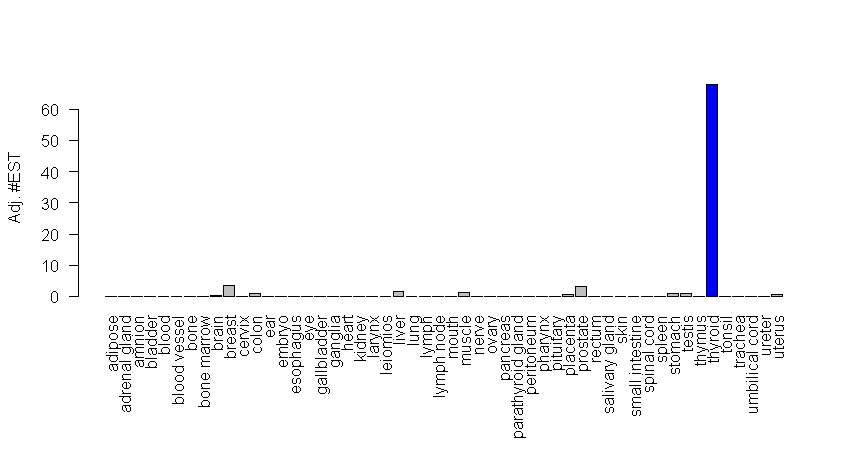 Adj. #EST
60
50
40
30
20
10
0
adipose
adrenal gland
amnion
bladder
blood
blood vessel
bone
bone marrow
brain
breast
cervix
colon
ear
embryo
esophagus
eye
gallbladder
ganglia
heart
kidney
larynx
leiomios
liver
lung
lymph
lymph node
mouth
muscle
nerve
ovary
pancreas
parathyroid gland
peritoneum
pharynx
pituitary
placenta
prostate
rectum
salivary gland
skin
small intestine
spinal cord
spleen
stomach
testis
thymus
thyroid
tonsil
trachea
umbilical cord
ureter
uterus